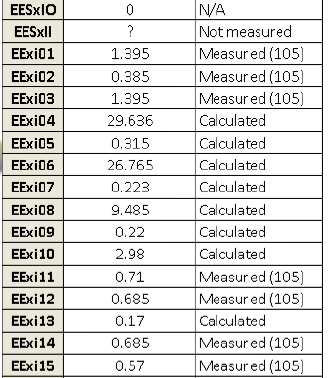 EESxIO 0 N/A
EESxII ? Not measured
EExi01 1.395 Measured (105)
EExi02 0.385 Measured (105)
EExi03 1.395 Measured (105)
EExi04 29.636 Calculated
EExi05 0.315 Calculated
EExi06 26.765 Calculated
EExi07 0.223 Calculated
EExi08 9.485 Calculated
EExi09 0.22 Calculated
EExi10 2.98 Calculated
EExi11 0.71 Measured (105)
EExi12 0.685 Measured (105)
EExi13 0.17 Calculated
EExi14 0.685 Measured (105)
EExi15 0.57 Measured (105)